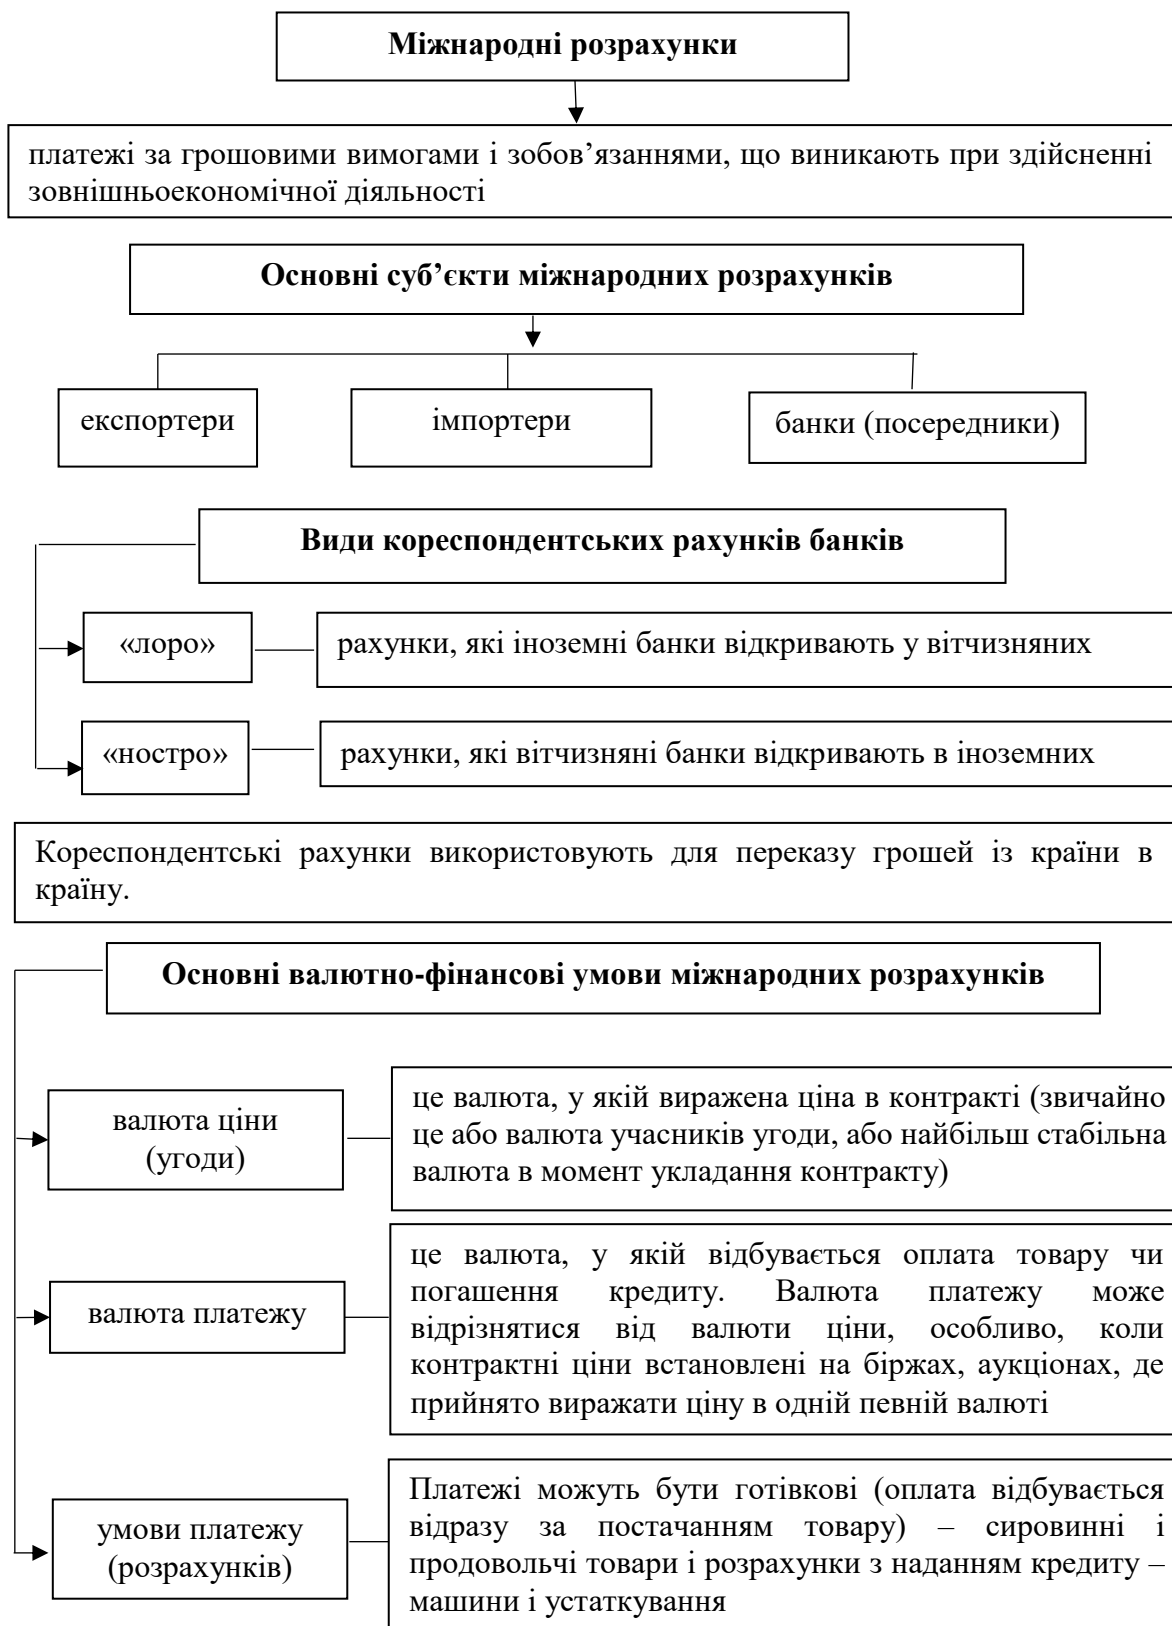 Міжнародні розрахунки
платежі за грошовими вимогами і зобов’язаннями, що виникають при здійсненні
зовнішньоекономічної діяльності
Основні суб’єкти міжнародних розрахунків
експортери
імпортери
банки (посередники)
Види кореспондентських рахунків банків
«лоро»
рахунки, які іноземні банки відкривають у вітчизняних
«ностро»
рахунки, які вітчизняні банки відкривають в іноземних
Кореспондентські рахунки використовують для переказу грошей із країни в
країну.
Основні валютно-фінансові умови міжнародних розрахунків
валюта ціни
(угоди)
це валюта, у якій виражена ціна в контракті (звичайно
це або валюта учасників угоди, або найбільш стабільна
валюта в момент укладання контракту)
валюта платежу
це валюта, у якій відбувається оплата товару чи
погашення кредиту. Валюта платежу може
відрізнятися від валюти ціни, особливо, коли
контрактні ціни встановлені на біржах, аукціонах, де
прийнято виражати ціну в одній певній валюті
умови платежу
(розрахунків)
Платежі можуть бути готівкові (оплата відбувається
відразу за постачанням товару) – сировинні і
продовольчі товари і розрахунки з наданням кредиту –
машини і устаткування